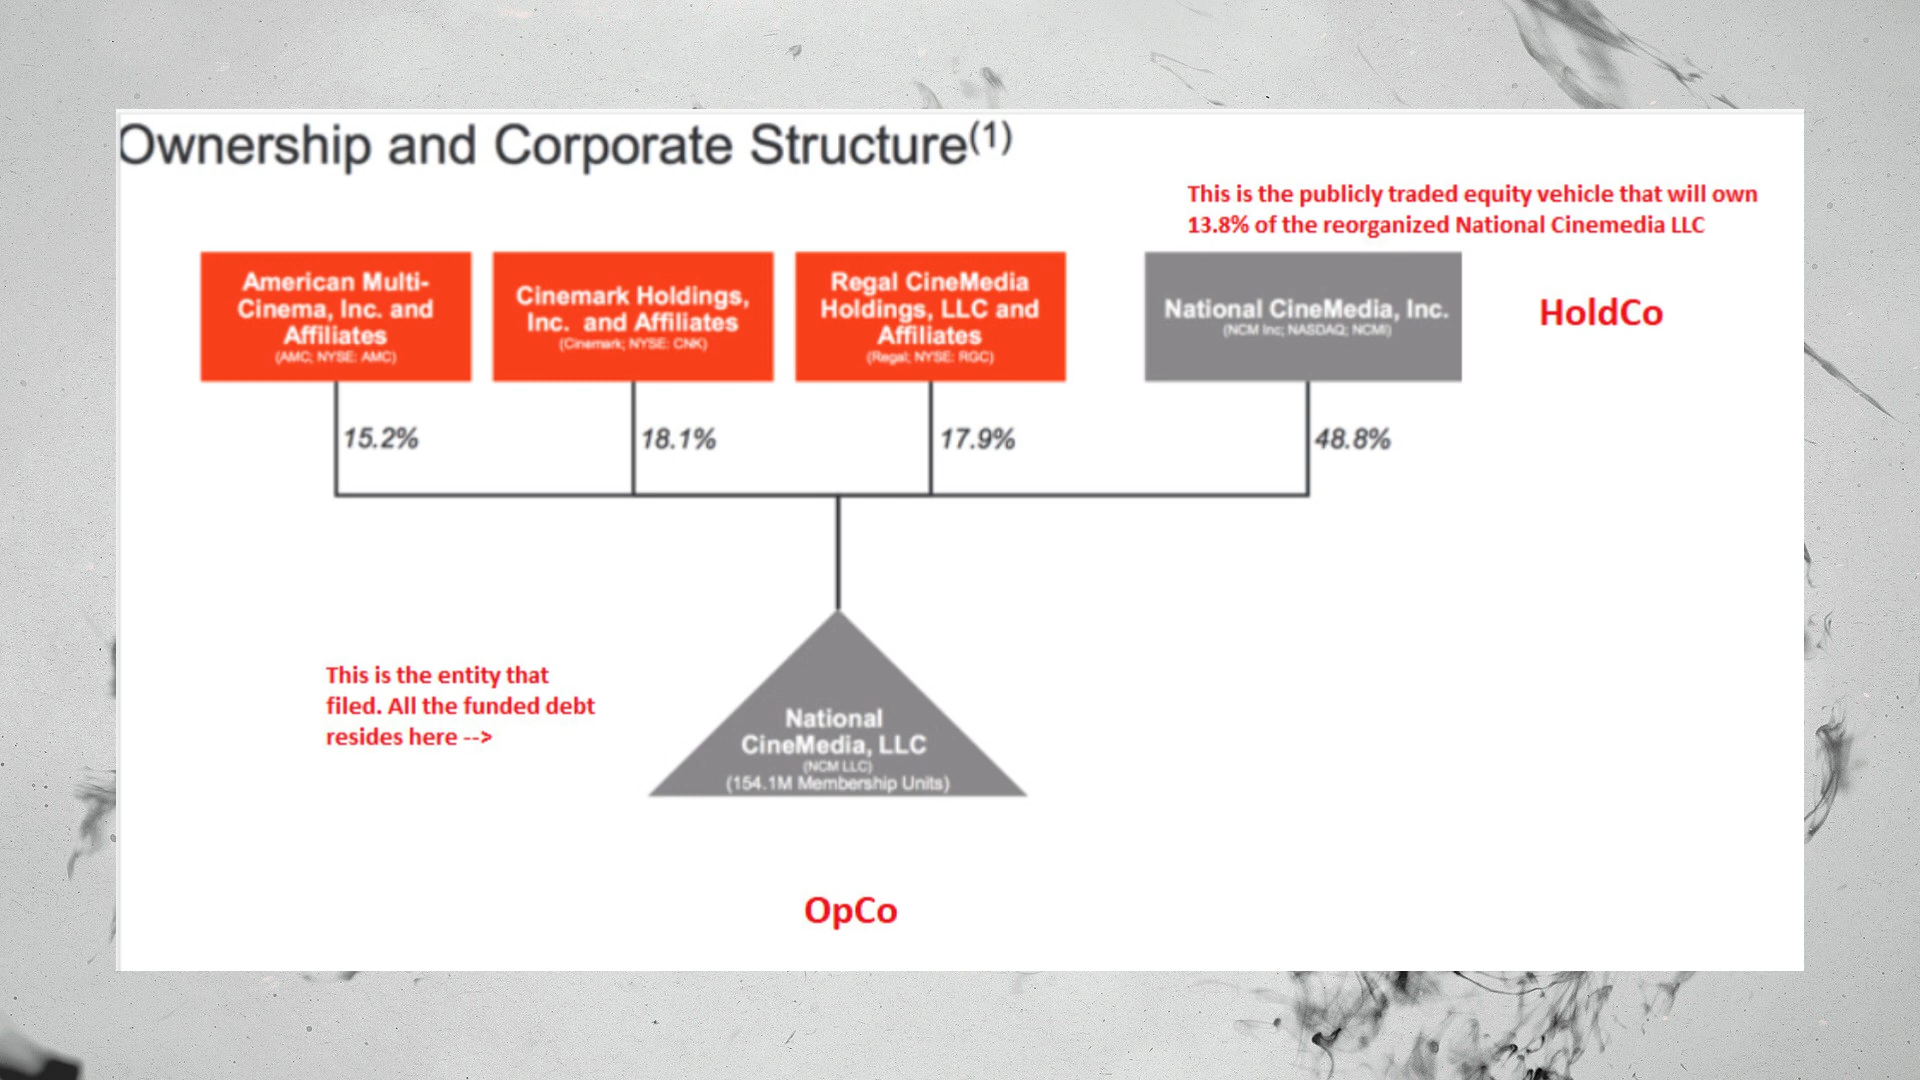 Ownership and Corporate Structure(1)
This is the publicly traded equity vehicle that will own
13.8% of the reorganized National Cinemedia LLC
American Multi-
Cinema, Inc. and
Affiliates
(AMC; NYSE: AMC)
Cinemark Holdings,
Inc. and Affiliates
(Cinemark; NYSE: CNK)
Regal CineMedia
Holdings, LLC and
Affiliates
(Regal; NYSE: RGC)
National CineMedia, Inc.
(NCM Inc; NASDAQ; NCMI)
HoldCo
15.2%
18.1%
17.9%
48.8%
This is the entity that
filed. All the funded debt
resides here -->
National
CineMedia, LLC
(NCM LLC)
(154.1M Membership Units)
OpCo